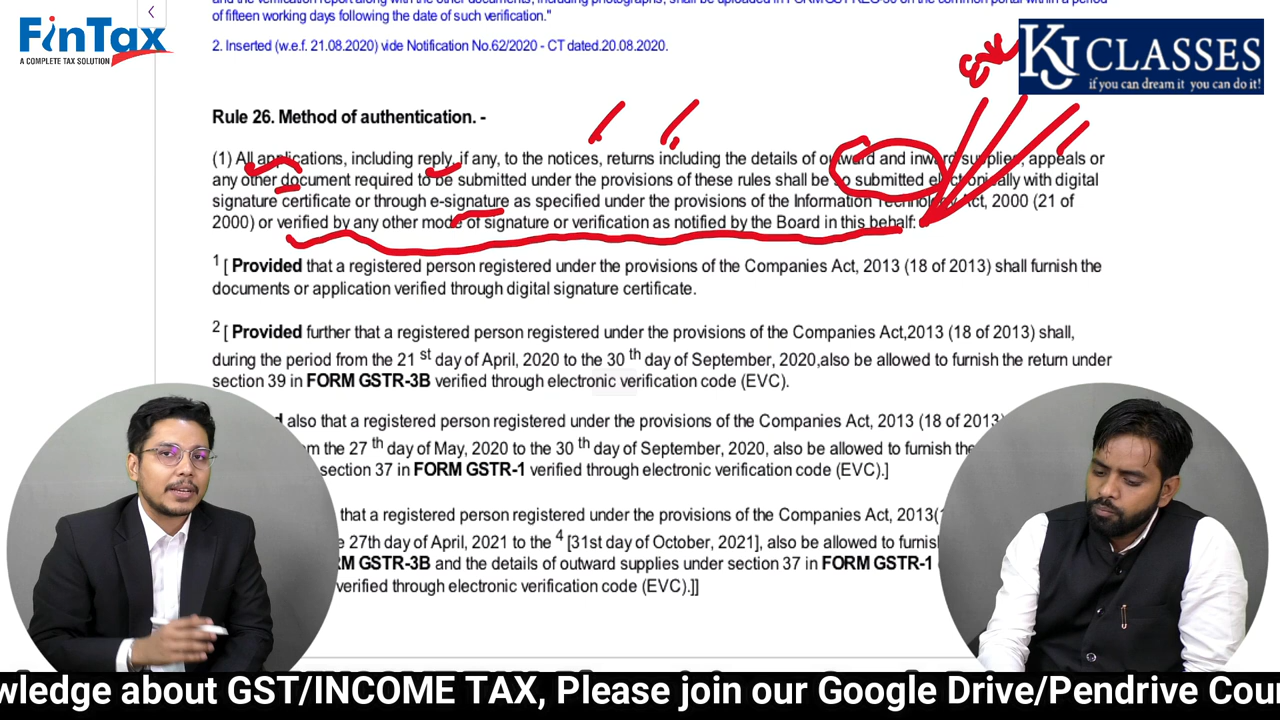 and the verification report along with the other documents, including photographs, shall be uploaded in FORM GST REG-30 on the common portal within a period
of fifteen working days following the date of such verification."
FinTax
A COMPLETE TAX SOLUTION
2. Inserted (w.e.f. 21.08.2020) vide Notification No.62/2020 - CT dated.20.08.2020.
KJ CLASSES
if you can dream it you can do it!
Rule 26. Method of authentication. -
(1) All applications, including reply, if any, to the notices, returns including the details of outward and inward supplies, appeals or
any other document required to be submitted under the provisions of these rules shall be so submitted electronically with digital
signature certificate or through e-signature as specified under the provisions of the Information Technology Act, 2000 (21 of
2000) or verified by any other mode of signature or verification as notified by the Board in this behalf:
1 [ Provided that a registered person registered under the provisions of the Companies Act, 2013 (18 of 2013) shall furnish the
documents or application verified through digital signature certificate.
2 [ Provided further that a registered person registered under the provisions of the Companies Act,2013 (18 of 2013) shall,
during the period from the 21 st day of April, 2020 to the 30 th day of September, 2020,also be allowed to furnish the return under
section 39 in FORM GSTR-3B verified through electronic verification code (EVC).
also that a registered person registered under the provisions of the Companies Act, 2013 (18 of 2013)
the 27 th day of May, 2020 to the 30 th day of September, 2020, also be allowed to furnish the
section 37 in FORM GSTR-1 verified through electronic verification code (EVC).]
that a registered person registered under the provisions of the Companies Act, 2013(
27th day of April, 2021 to the 4 [31st day of October, 2021], also be allowed to
GSTR-3B and the details of outward supplies under section 37 in FORM GSTR-1
verified through electronic verification code (EVC).]]
wledge about GST/INCOME TAX, Please join our Google Drive/Pendrive Cour